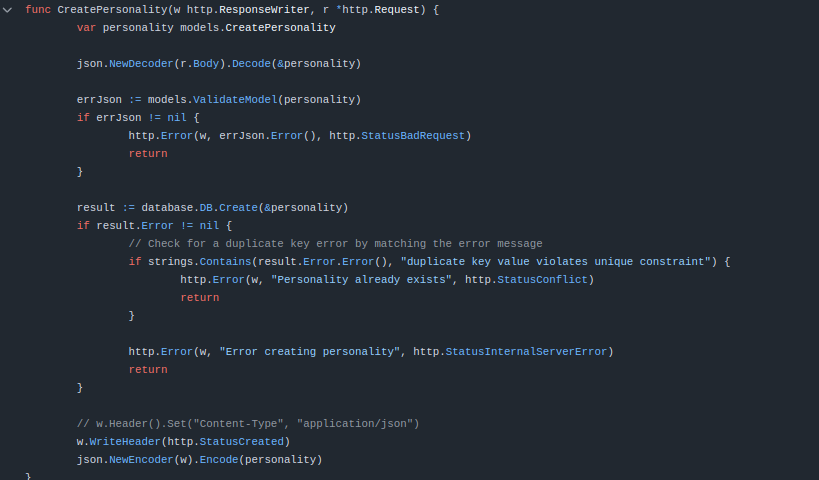 func CreatePersonality(w http.ResponseWriter, r *http.Request) {
var personality models.CreatePersonality
json.NewDecoder(r.Body).Decode(&personality)
errJson := models.ValidateModel(personality)
if errJson != nil {
http.Error(w, errJson.Error(), http.StatusBadRequest)
return
}
result := database.DB.Create(&personality)
if result.Error != nil {
// Check for a duplicate key error by matching the error message
if strings.Contains(result.Error.Error(), "duplicate key value violates unique constraint") {
http.Error(w, "Personality already exists", http.StatusConflict)
return
}
http.Error(w, "Error creating personality", http.StatusInternalServerError)
return
}
// w.Header().Set("Content-Type", "application/json")
w.WriteHeader(http.StatusCreated)
json.NewEncoder(w).Encode(personality)
}